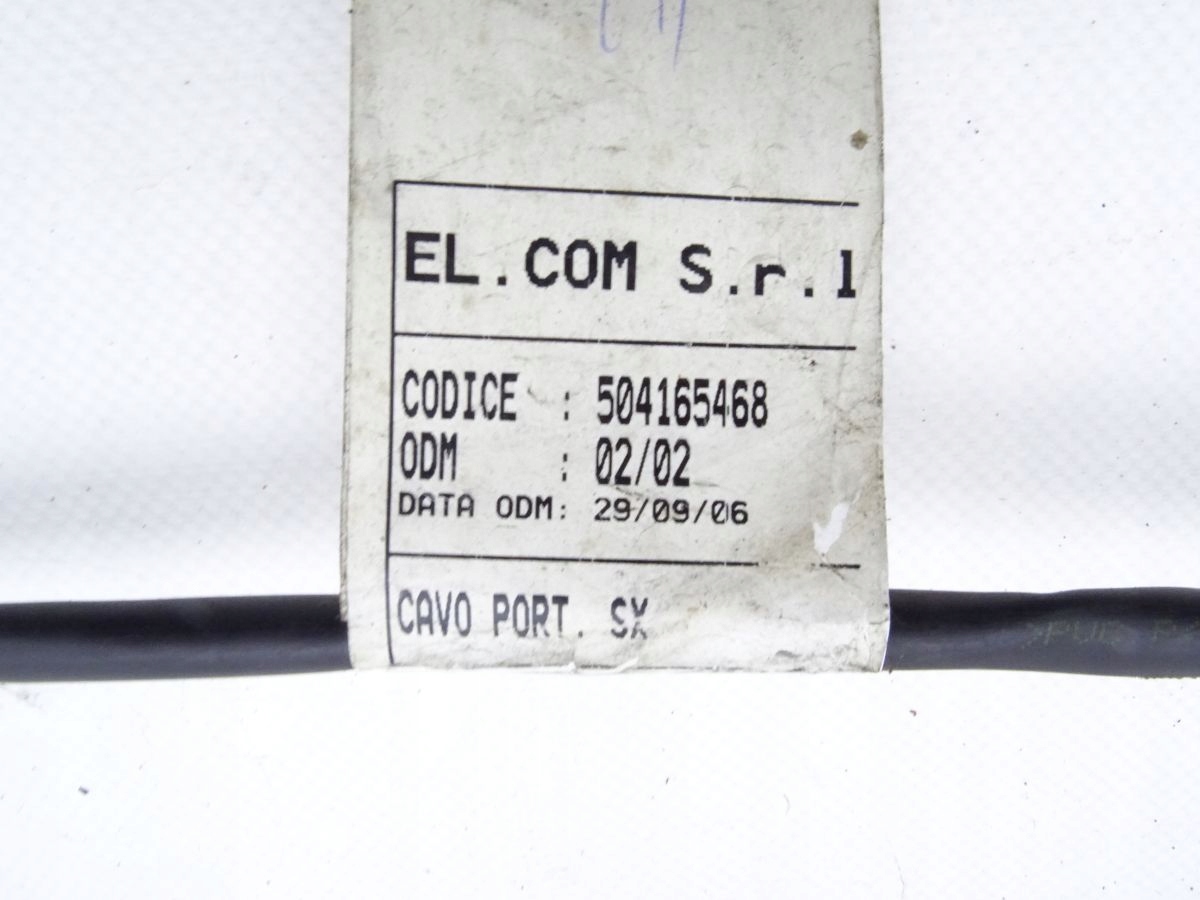 EL.COM S.r.l
CODICE : 504165468
ODM : 02/02
DATA ODM: 29/09/06
CAVO PORT. SX